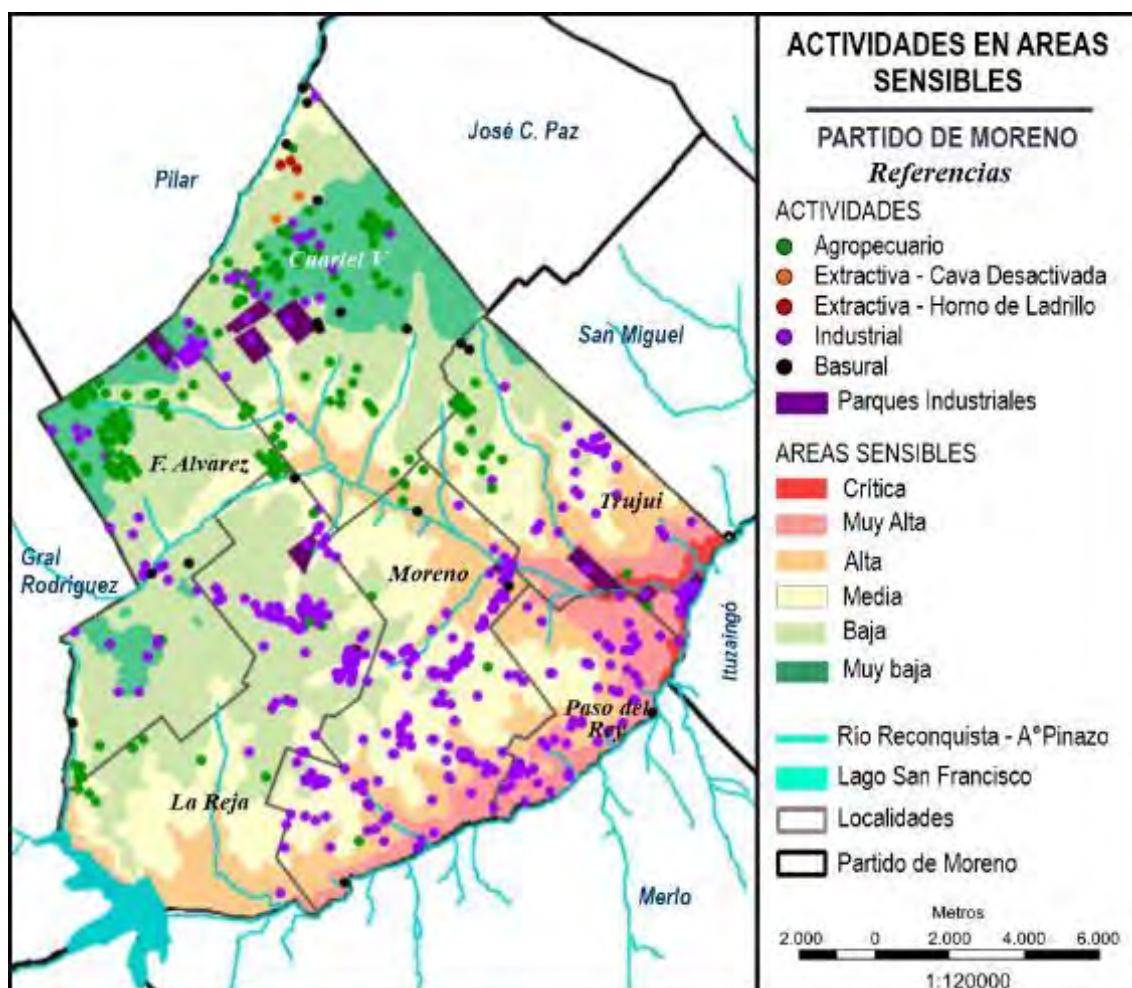 José C. Paz
Pilar
Cuartel V
San Miguel
F. Alvarez
Trujui
Gral
Rodriguez
Moreno
Ituzaingó
Paso del
Rey
La Reja
Merlo
ACTIVIDADES EN AREAS
SENSIBLES
PARTIDO DE MORENO
Referencias
ACTIVIDADES
Agropecuario
Extractiva - Cava Desactivada
Extractiva - Horno de Ladrillo
Industrial
Basural
Parques Industriales
AREAS SENSIBLES
Crítica
Muy Alta
Alta
Media
Baja
Muy baja
Río Reconquista - A°Pinazo
Lago San Francisco
Localidades
Partido de Moreno
Metros
2.000 0 2.000 4.000 6.000
1:120000